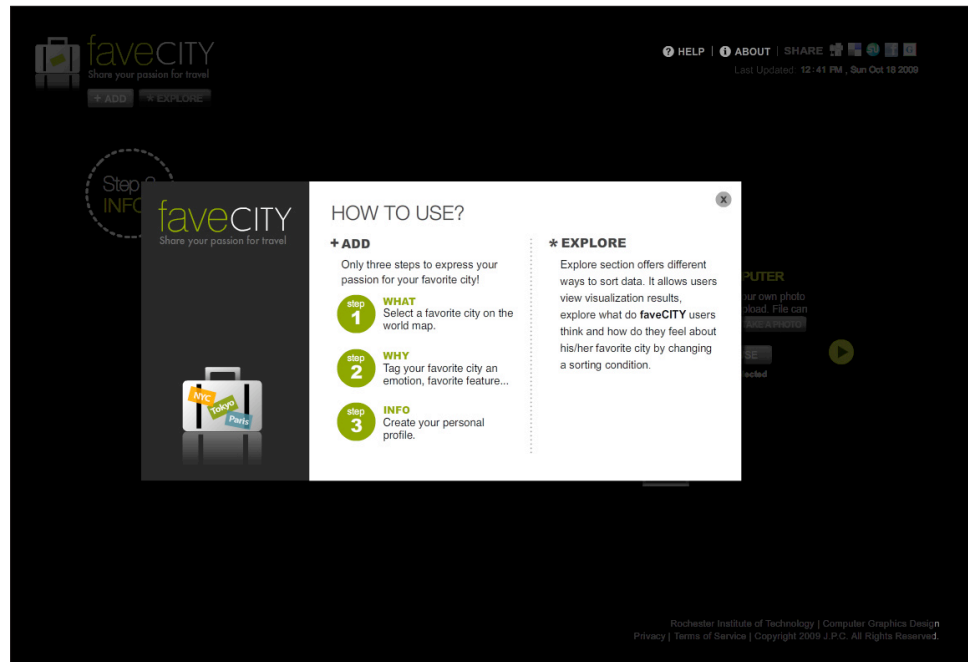 faveCITY
Share your passion for travel
HELP | ABOUT | SHARE
Last Updated: 12:41 PM , Sun Oct 18 2009
+ ADD
* EXPLORE
Step
INFO
faveCITY
Share your passion for travel
NYC
Tokyo
Paris
HOW TO USE?
x
+ ADD
Only three steps to express your
passion for your favorite city!
step
1
WHAT
Select a favorite city on the
world map.
step
2
WHY
Tag your favorite city an
emotion, favorite feature...
step
3
INFO
Create your personal
profile.
* EXPLORE
Explore section offers different
ways to sort data. It allows users
view visualization results,
explore what do faveCITY users
think and how do they feel about
his/her favorite city by changing
a sorting condition.
PUTER
own photo
File can
TAKE A PHOTO
SE
Rochester Institute of Technology | Computer Graphics Design
Privacy | Terms of Service | Copyright 2009 J.P.C. All Rights Reserved.